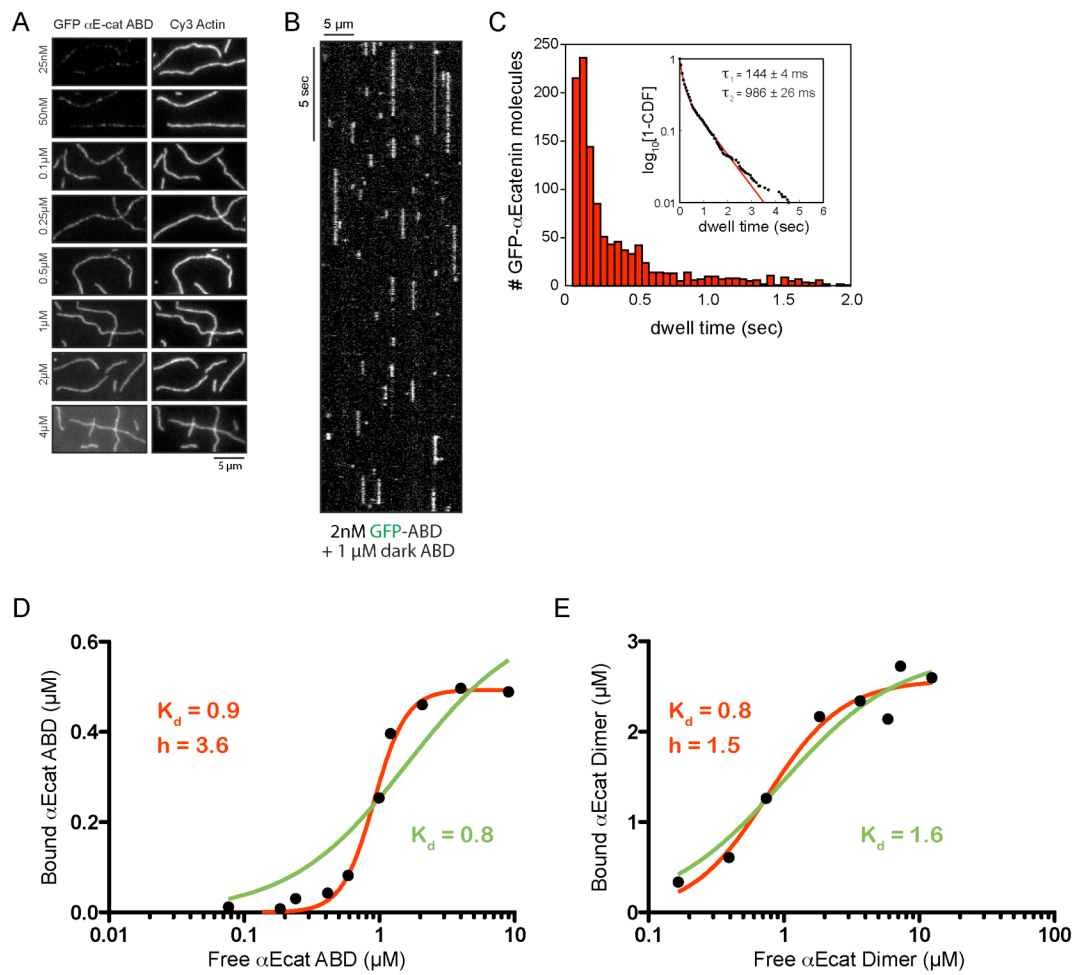 A
GFP αE-cat ABD
Cy3 Actin
25nM
50nM
0.1µM
0.25µM
0.5µM
1µM
2µM
4µM
5 µm
B
5 µm
5 sec
2nM GFP-ABD
+ 1 µM dark ABD
C
# GFP-αEcatenin molecules
250
200
150
100
50
0
0
0.5
1.0
1.5
2.0
dwell time (sec)
log10[1-CDF]
1
0.1
0.01
0
1
2
3
4
5
6
dwell time (sec)
τ1 = 144 ± 4 ms
τ2 = 986 ± 26 ms
D
Bound αEcat ABD (µM)
0.6
0.4
0.2
0.0
0.01
0.1
1
10
Free αEcat ABD (µM)
Kd = 0.9
h = 3.6
Kd = 0.8
E
Bound αEcat Dimer (µM)
3
2
1
0
0.1
1
10
100
Free αEcat Dimer (µM)
Kd = 0.8
h = 1.5
Kd = 1.6